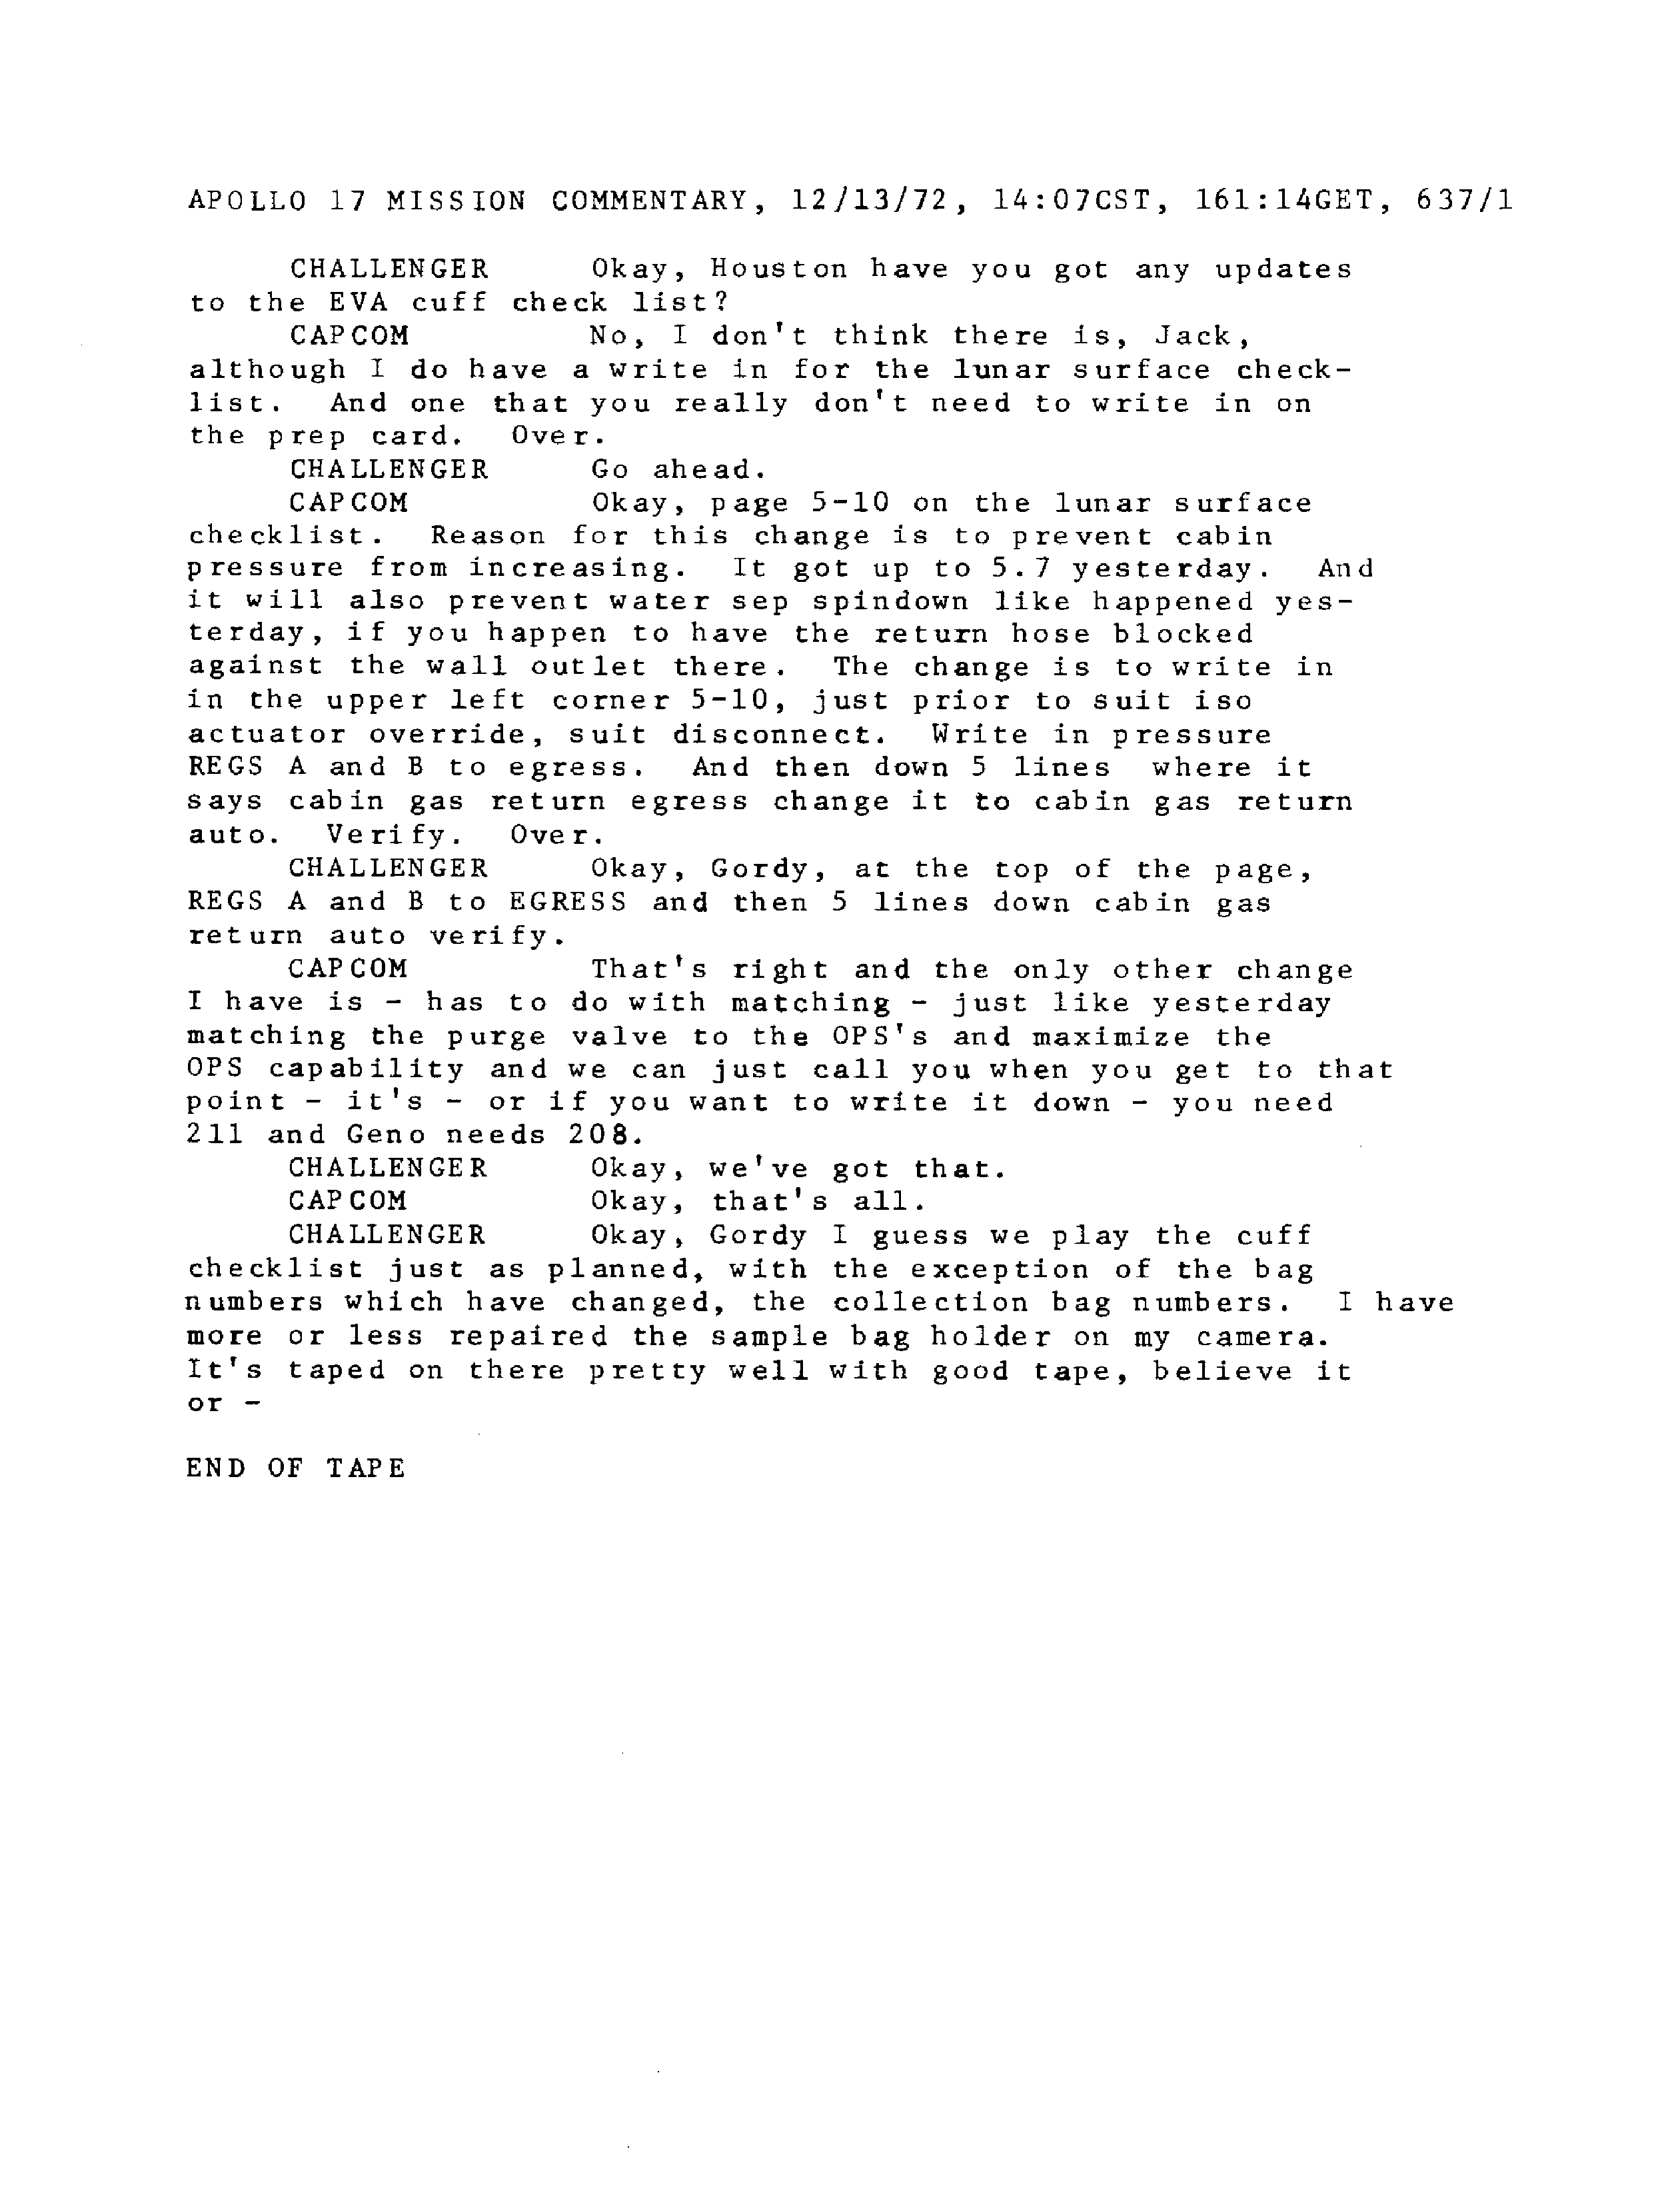 APOLLO 17 MISSION COMMENTARY, 12/13/72, 14:07CST, 161:14GET, 637/1
CHALLENGER Okay, Houston have you got any updates
to the EVA cuff check list?
CAPCOM No, I don't think there is, Jack,
although I do have a write in for the lunar surface check-
list. And one that you really don't need to write in on
the prep card. Over.
CHALLENGER Go ahead.
CAPCOM Okay, page 5-10 on the lunar surface
checklist. Reason for this change is to prevent cabin
pressure from increasing. It got up to 5.7 yesterday. And
it will also prevent water sep spindown like happened yes-
terday, if you happen to have the return hose blocked
against the wall outlet there. The change is to write in
in the upper left corner 5-10, just prior to suit iso
actuator override, suit disconnect. Write in pressure
REGS A and B to egress. And then down 5 lines where it
says cabin gas return egress change it to cabin gas return
auto. Verify. Over.
CHALLENGER Okay, Gordy, at the top of the page,
REGS A and B to EGRESS and then 5 lines down cabin gas
return auto verify.
CAPCOM That's right and the only other change
I have is - has to do with matching - just like yesterday
matching the purge valve to the OPS's and maximize the
OPS capability and we can just call you when you get to that
point - it's - or if you want to write it down - you need
211 and Geno needs 208.
CHALLENGER Okay, we've got that.
CAPCOM Okay, that's all.
CHALLENGER Okay, Gordy I guess we play the cuff
checklist just as planned, with the exception of the bag
numbers which have changed, the collection bag numbers. I have
more or less repaired the sample bag holder on my camera.
It's taped on there pretty well with good tape, believe it
or -
END OF TAPE